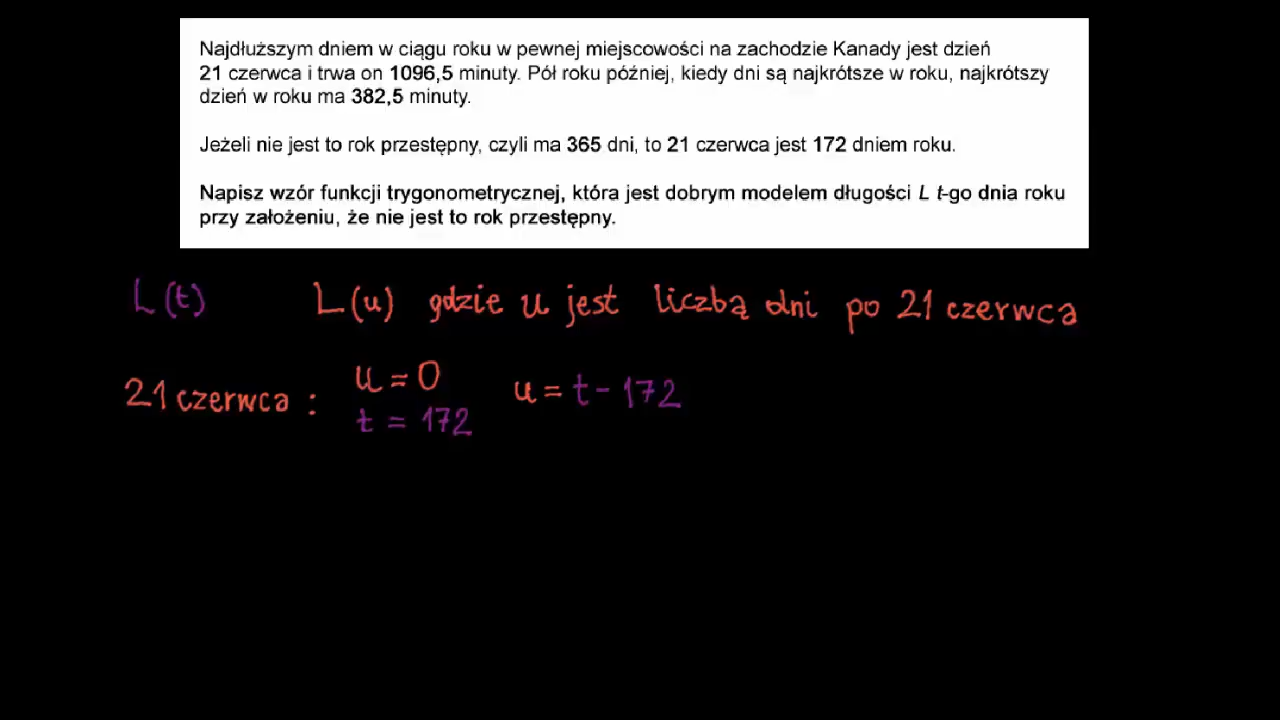 Najdłuższym dniem w ciągu roku w pewnej miejscowości na zachodzie Kanady jest dzień
21 czerwca i trwa on 1096,5 minuty. Pół roku później, kiedy dni są najkrótsze w roku, najkrótszy
dzień w roku ma 382,5 minuty.
Jeżeli nie jest to rok przestępny, czyli ma 365 dni, to 21 czerwca jest 172 dniem roku.
Napisz wzór funkcji trygonometrycznej, która jest dobrym modelem długości L t-go dnia roku
przy założeniu, że nie jest to rok przestępny.
L(t) L(u) gdzie u jest liczbą dni po 21 czerwca
21 czerwca : u = 0 u = t - 172
t = 172